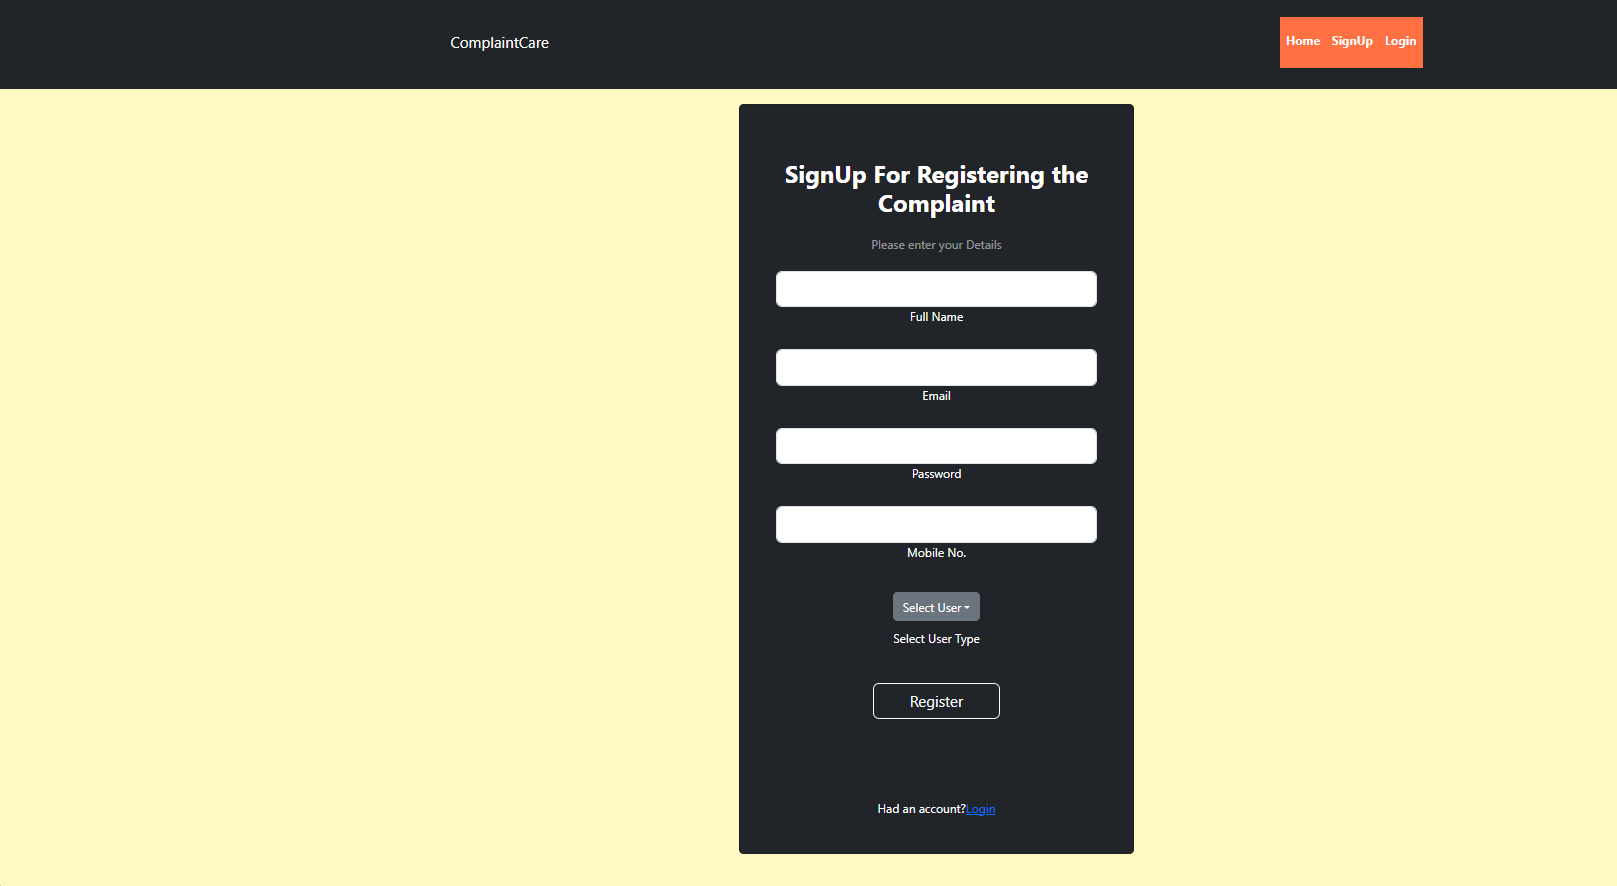 ComplaintCare
Home SignUp Login
SignUp For Registering the
Complaint
Please enter your Details
Full Name
Email
Password
Mobile No.
Select User
Select User Type
Register
Had an account?Login